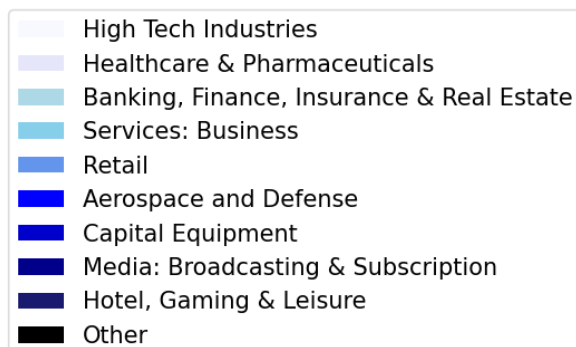 High Tech Industries
Healthcare & Pharmaceuticals
Banking, Finance, Insurance & Real Estate
Services: Business
Retail
Aerospace and Defense
Capital Equipment
Media: Broadcasting & Subscription
Hotel, Gaming & Leisure
Other